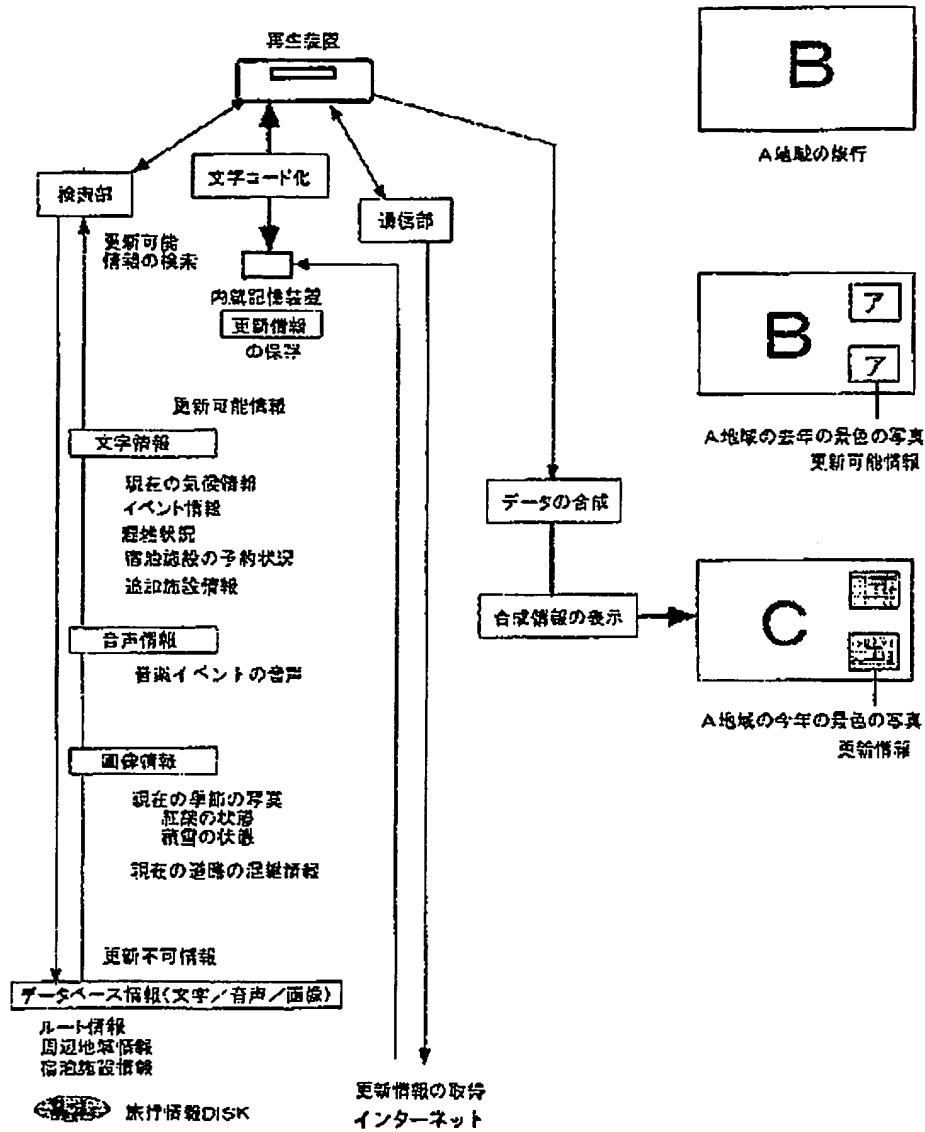 再生装置
B
A地域の旅行
検索部
文字コード化
通信部
更新可能
情報の検索
内蔵記憶装置
更新情報
の保存
B
ア
ア
A地域の去年の景色の写真
更新可能情報
更新可能情報
文字情報
現在の気候情報
イベント情報
混雑状況
宿泊施設の予約状況
追加施設情報
データの合成
合成情報の表示
C
A地域の今年の景色の写真
更新情報
音声情報
音楽イベントの音声
画像情報
現在の季節の写真
紅葉の状態
積雪の状態
現在の道路の混雑情報
更新不可情報
データベース情報(文字/音声/画像)
ルート情報
周辺地域情報
宿泊施設情報
旅行情報DISK
更新情報の取得
インターネット